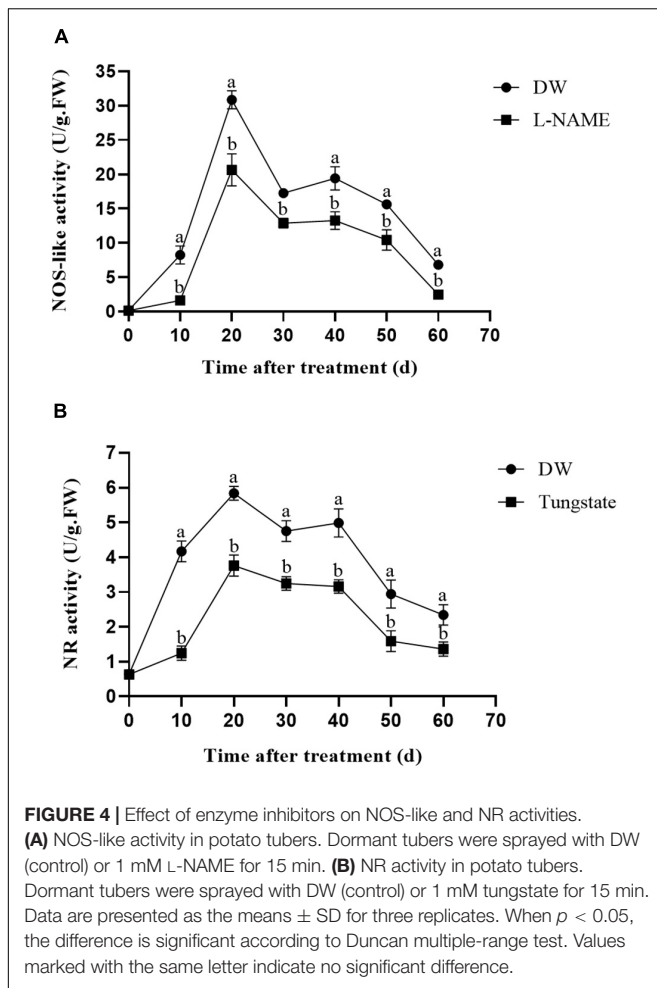 A
NOS-like activity (U/g.FW)
35
30
25
20
15
10
5
0
a
a
a
a
a
b
b
b
b
b
b
0 10 20 30 40 50 60 70
Time after treatment (d)
DW
L-NAME
B
NR activity (U/g.FW)
7
6
5
4
3
2
1
0
a
a
a
a
a
a
b
b
b
b
b
b
0 10 20 30 40 50 60 70
Time after treatment (d)
DW
Tungstate
FIGURE 4 | Effect of enzyme inhibitors on NOS-like and NR activities.
(A) NOS-like activity in potato tubers. Dormant tubers were sprayed with DW
(control) or 1 mM L-NAME for 15 min. (B) NR activity in potato tubers.
Dormant tubers were sprayed with DW (control) or 1 mM tungstate for 15 min.
Data are presented as the means ± SD for three replicates. When p < 0.05,
the difference is significant according to Duncan multiple-range test. Values
marked with the same letter indicate no significant difference.